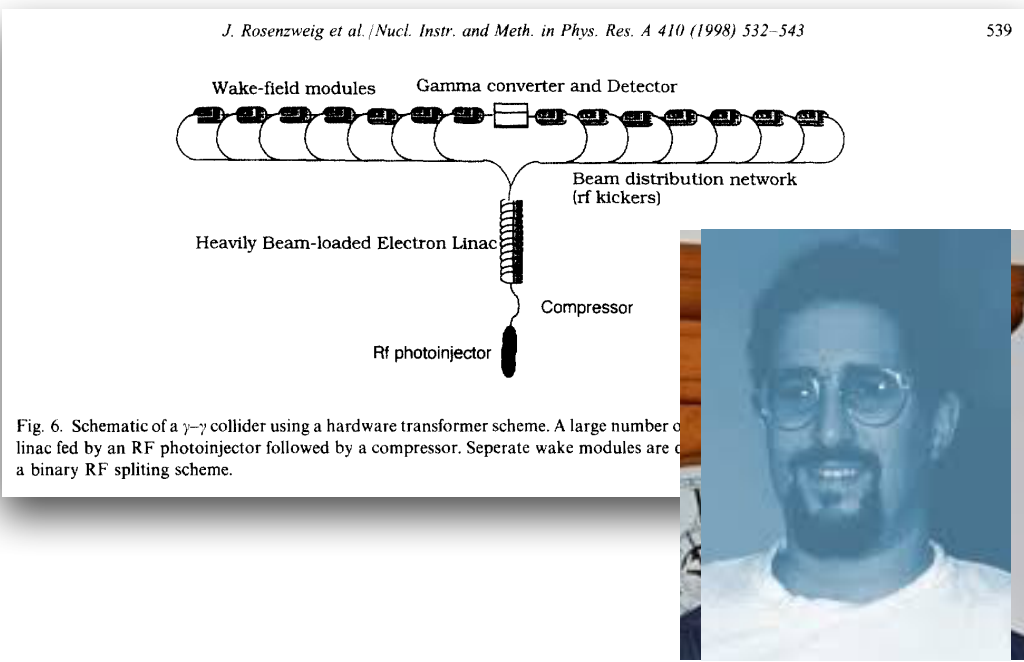 J. Rosenzweig et al. / Nucl. Instr. and Meth. in Phys. Res. A 410 (1998) 532–543 539
Wake-field modules Gamma converter and Detector
Beam distribution network
(rf kickers)
Heavily Beam-loaded Electron Linac
Compressor
Rf photoinjector
Fig. 6. Schematic of a γ–γ collider using a hardware transformer scheme. A large number
linac fed by an RF photoinjector followed by a compressor. Seperate wake modules are
a binary RF spliting scheme.